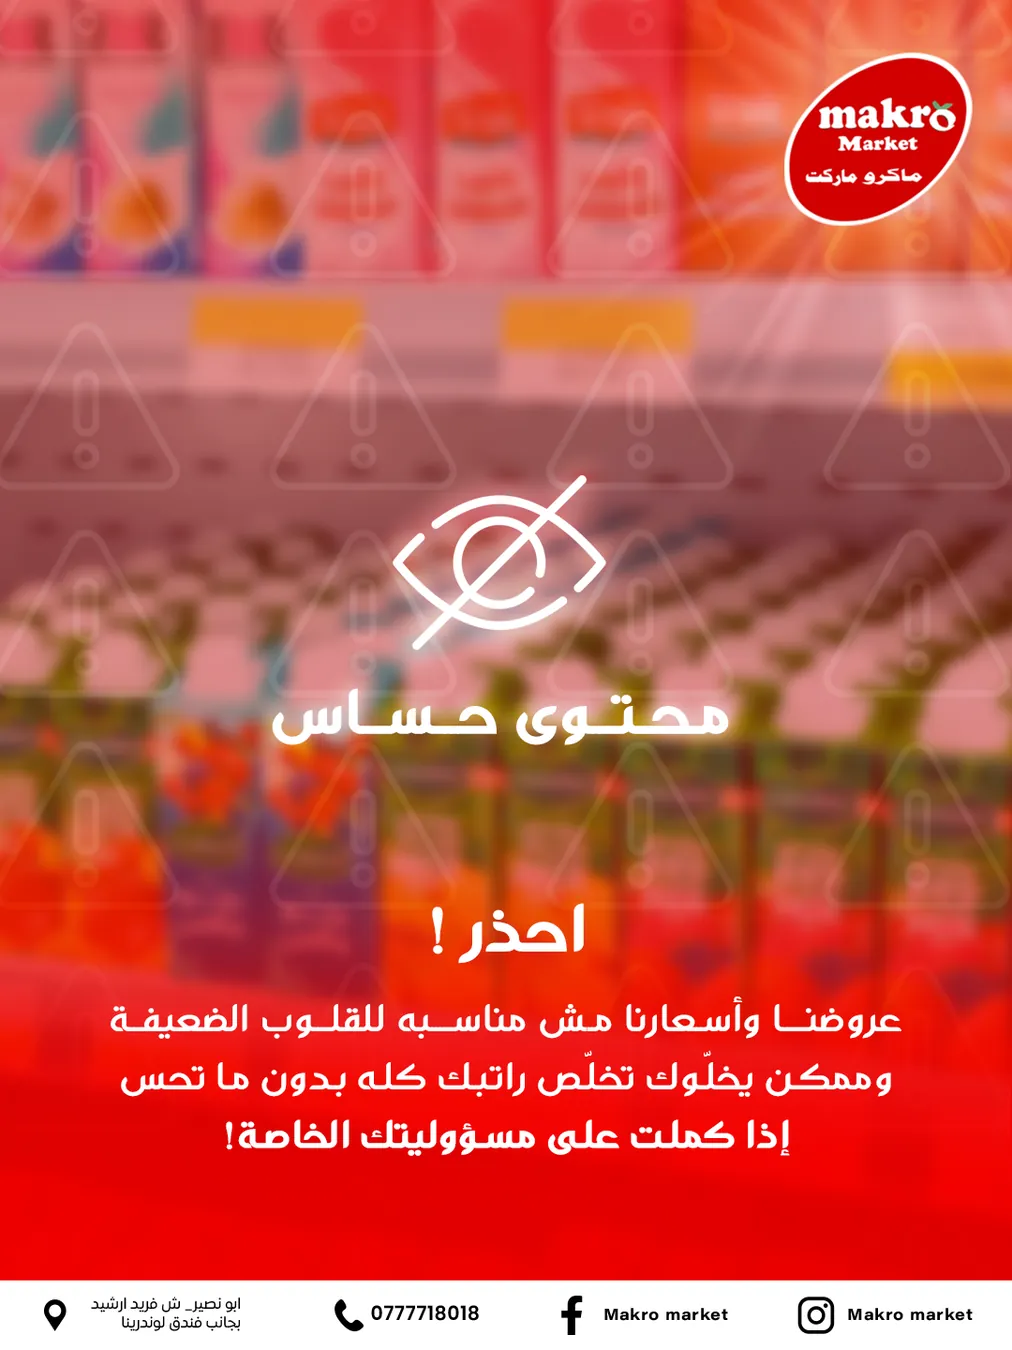 makro
Market
ماكرو ماركت
محتوى حساس
احذر !
عروضنا وأسعارنا مش مناسبه للقلوب الضعيفة
وممكن يخلّوك تخلّص راتبك كله بدون ما تحس
إذا كملت على مسؤوليتك الخاصة!
ابو نصير_ ش فريد ارشيد
بجانب فندق لوندرينا
0777718018
Makro market
Makro market